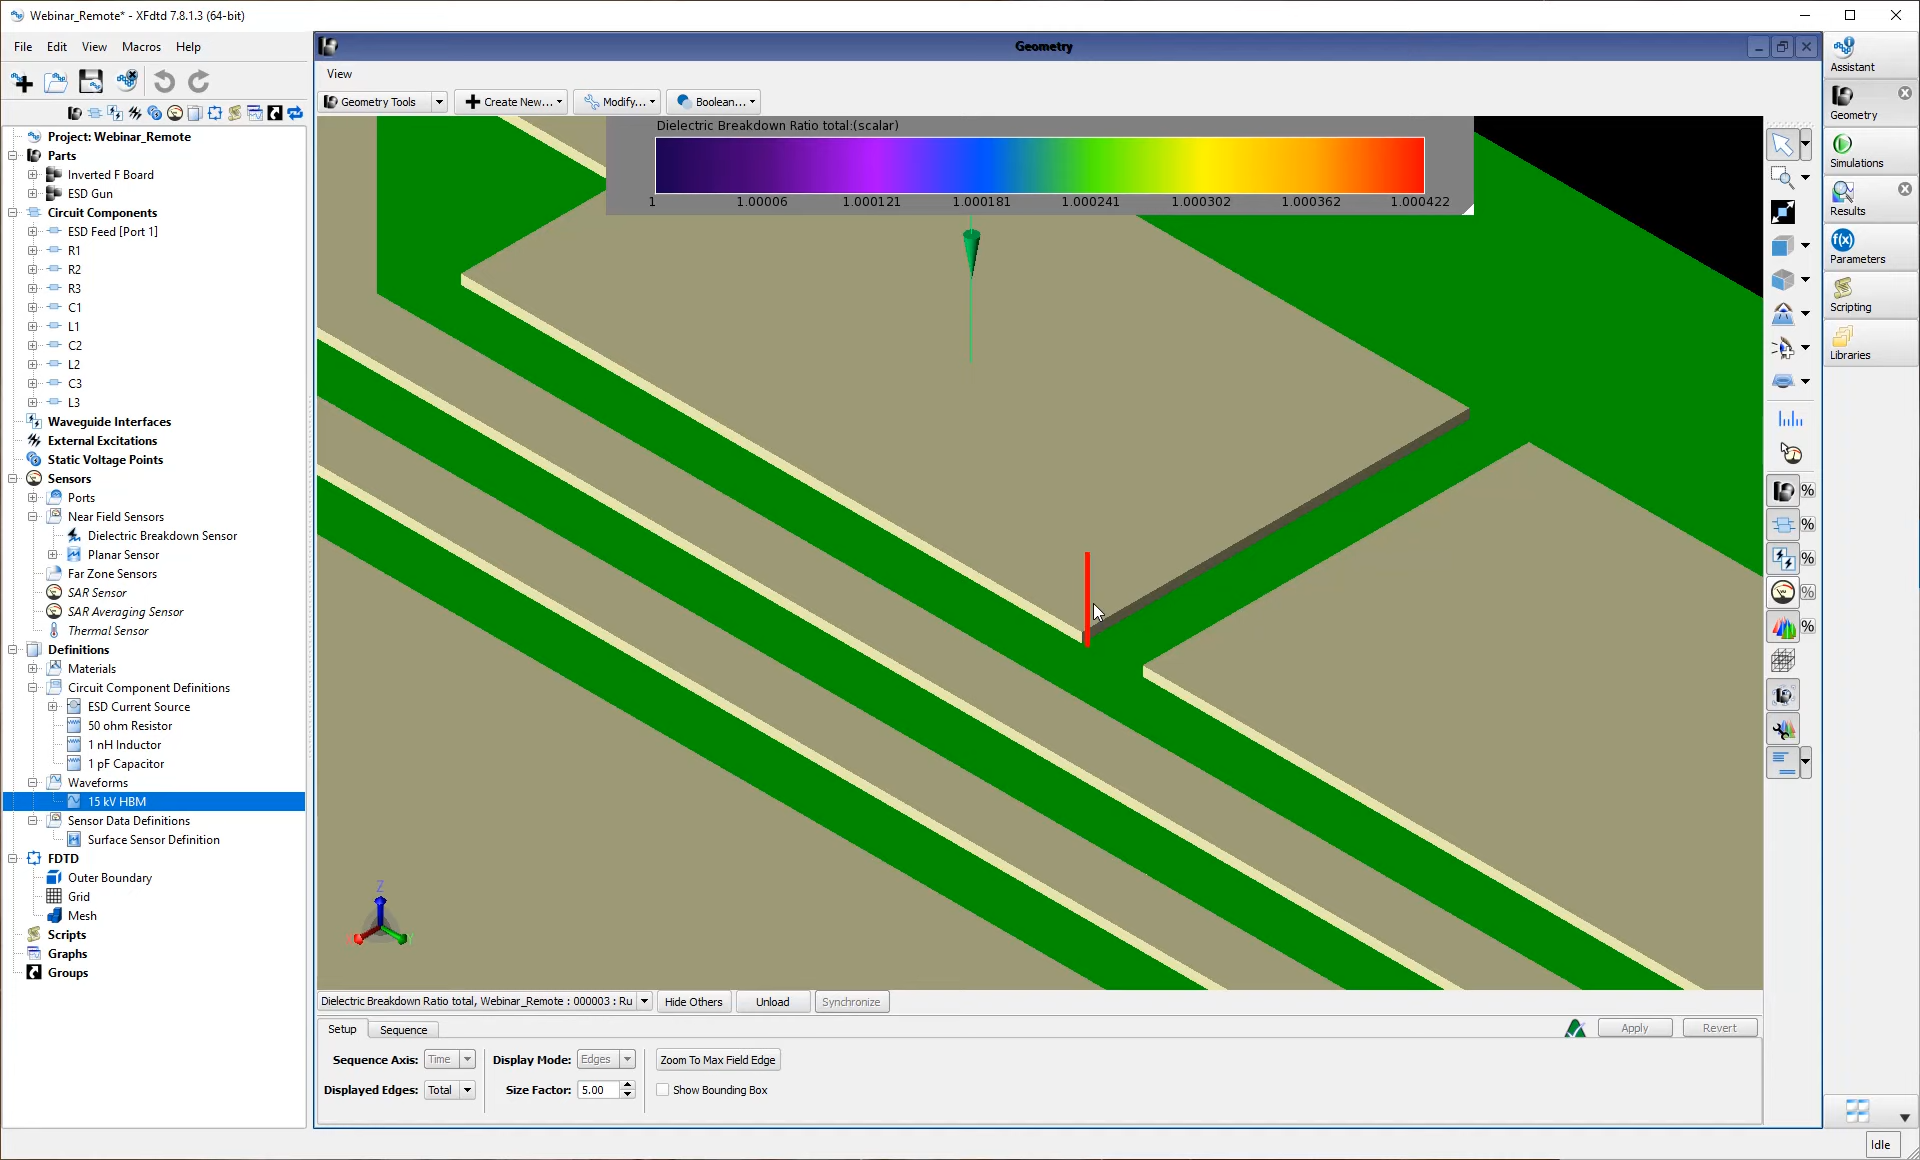 Webinar_Remote* - XFdtd 7.8.1.3 (64-bit)
File Edit View Macros Help
Project: Webinar_Remote
Parts
Inverted F Board
ESD Gun
Circuit Components
ESD Feed [Port 1]
R1
R2
R3
C1
L1
C2
L2
C3
L3
Waveguide Interfaces
External Excitations
Static Voltage Points
Sensors
Ports
Near Field Sensors
Dielectric Breakdown Sensor
Planar Sensor
Far Zone Sensors
SAR Sensor
SAR Averaging Sensor
Thermal Sensor
Definitions
Materials
Circuit Component Definitions
ESD Current Source
50 ohm Resistor
1 nH Inductor
1 pF Capacitor
Waveforms
15 kV HBM
Sensor Data Definitions
Surface Sensor Definition
FDTD
Outer Boundary
Grid
Mesh
Scripts
Graphs
Groups
Geometry
View
Geometry Tools Create New... Modify... Boolean...
Dielectric Breakdown Ratio total:(scalar)
1 1.00006 1.000121 1.000181 1.000241 1.000302 1.000362 1.000422
Z
Dielectric Breakdown Ratio total, Webinar_Remote : 000003 : Ru Hide Others Unload Synchronize
Setup Sequence Apply Revert
Sequence Axis: Time Display Mode: Edges Zoom To Max Field Edge
Displayed Edges: Total Size Factor: 5.00 Show Bounding Box
%
%
%
%
%
Assistant
Geometry
Simulations
Results
f(x)
Parameters
Scripting
Libraries
Idle